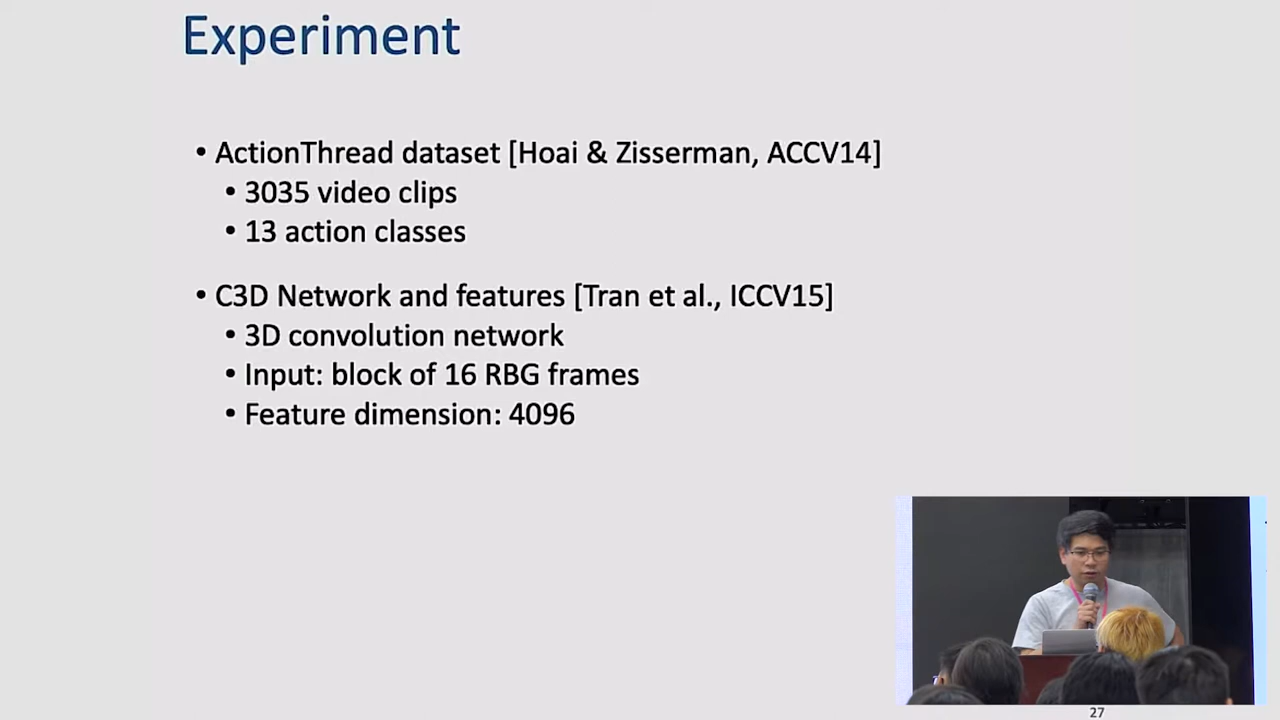 Experiment
• ActionThread dataset [Hoai & Zisserman, ACCV14]
• 3035 video clips
• 13 action classes
• C3D Network and features [Tran et al., ICCV15]
• 3D convolution network
• Input: block of 16 RBG frames
• Feature dimension: 4096
27